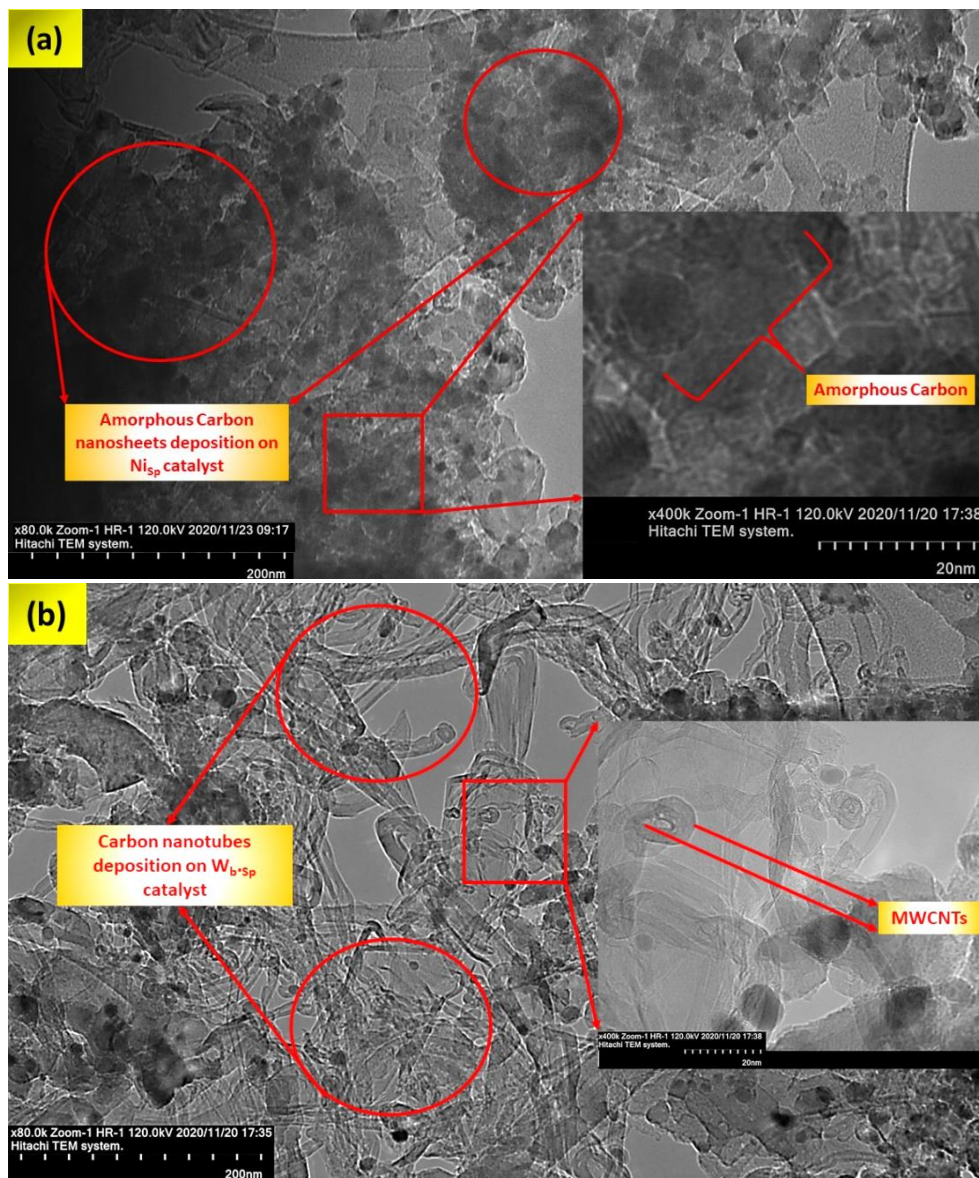 (a)
Amorphous Carbon
nanosheets deposition on
NiSp catalyst
Amorphous Carbon
x400k Zoom-1 HR-1 120.0kV 2020/11/20 17:38
20nm
x80.0k Zoom-1 HR-1 120.0kV 2020/11/23 09:17
Hitachi TEM system.
200nm
(b)
Carbon nanotubes
deposition on Wb·Sp
catalyst
MWCNTs
x400k Zoom-1 HR-1 120.0kV 2020/11/20 17:38
Hitachi TEM system.
20nm
x80.0k Zoom-1 HR-1 120.0kV 2020/11/20 17:35
Hitachi TEM system.
200nm